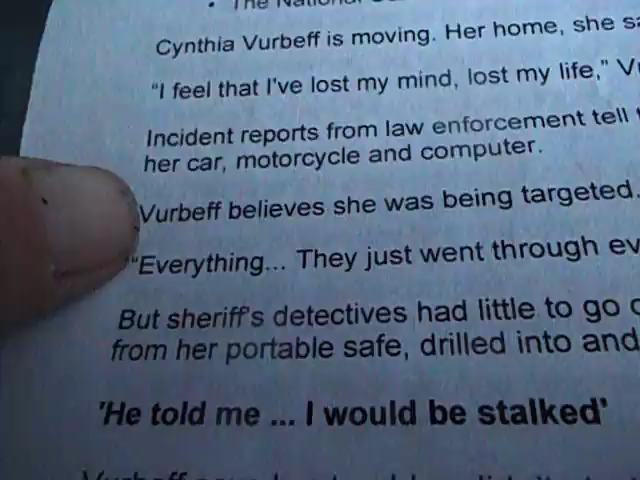 • The National
Cynthia Vurbeff is moving. Her home, she
“I feel that I've lost my mind, lost my life,”
Incident reports from law enforcement tell
her car, motorcycle and computer.
Vurbeff believes she was being targeted.
“Everything... They just went through
But sheriff's detectives had little to go
from her portable safe, drilled into and
'He told me ... I would be stalked'
Vurbeff